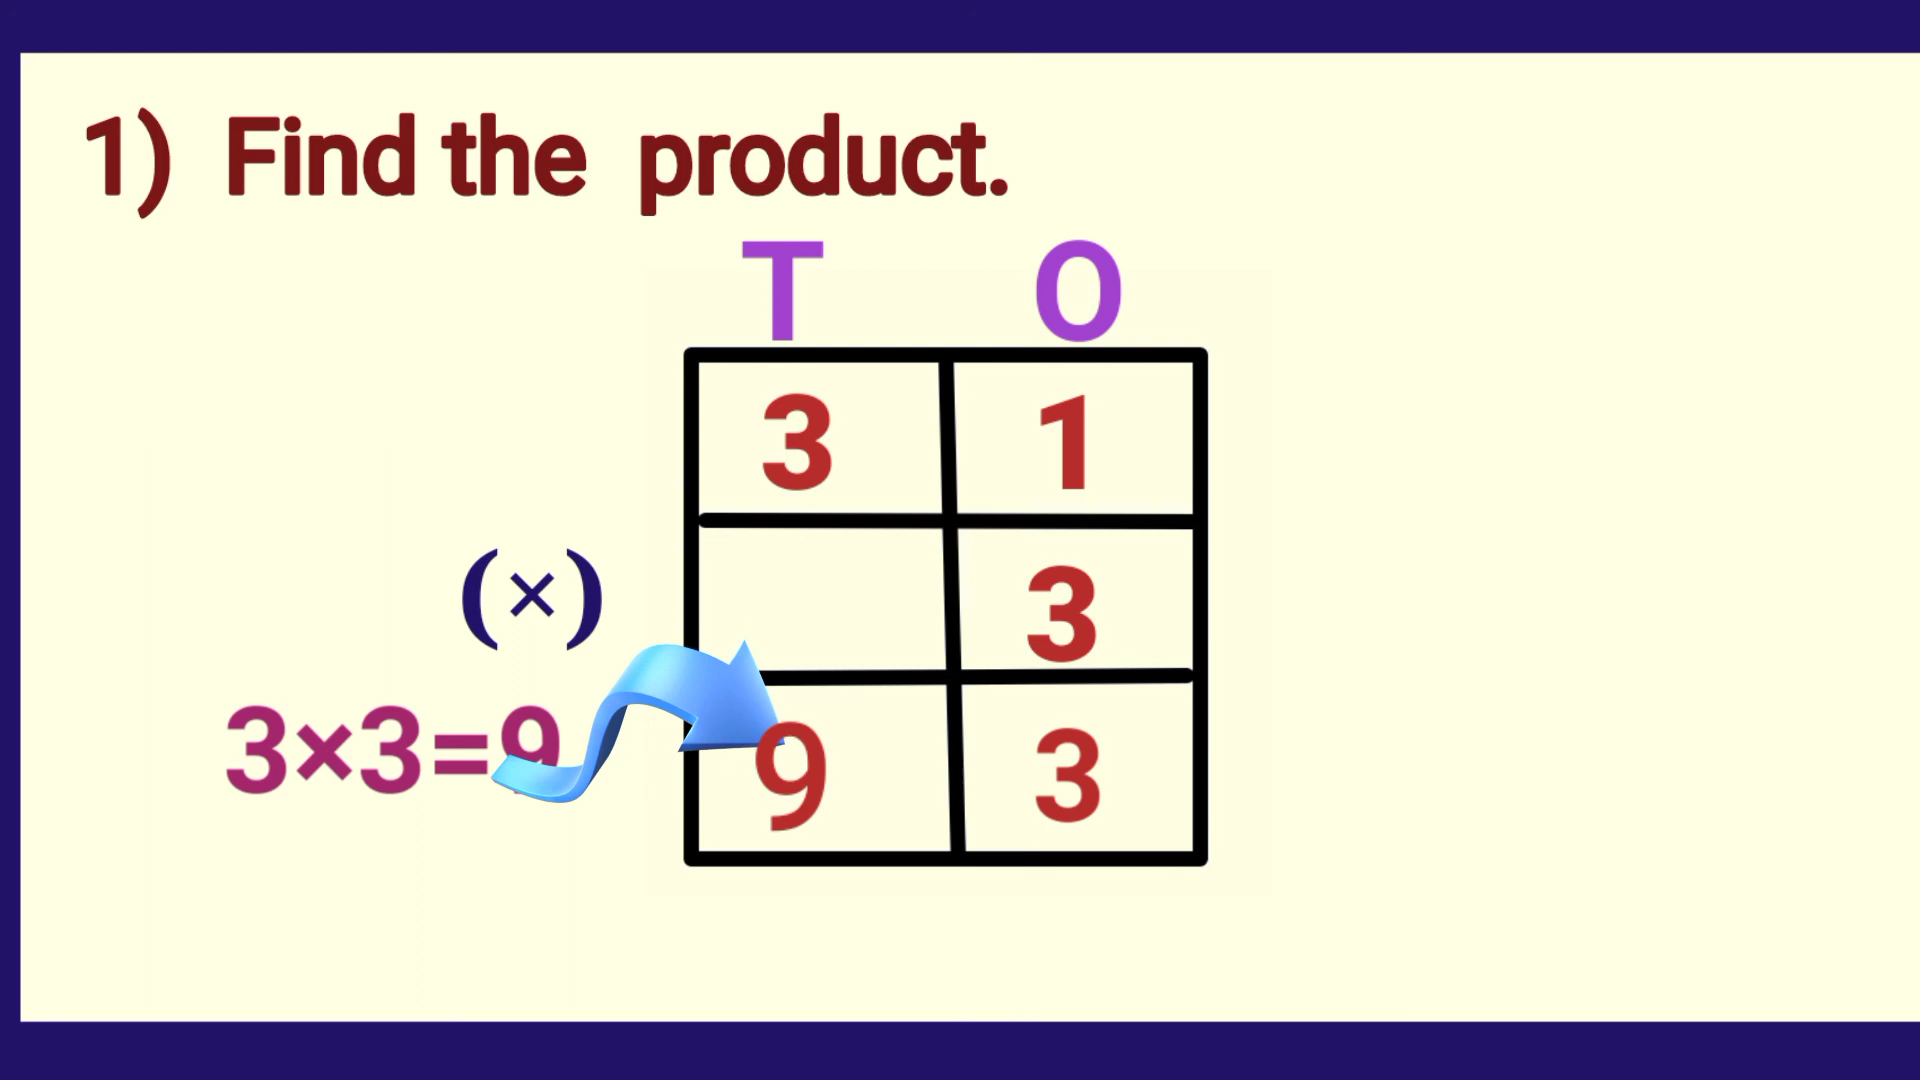 1) Find the product.
T O
3 1
(×) 3
3×3=9 9 3